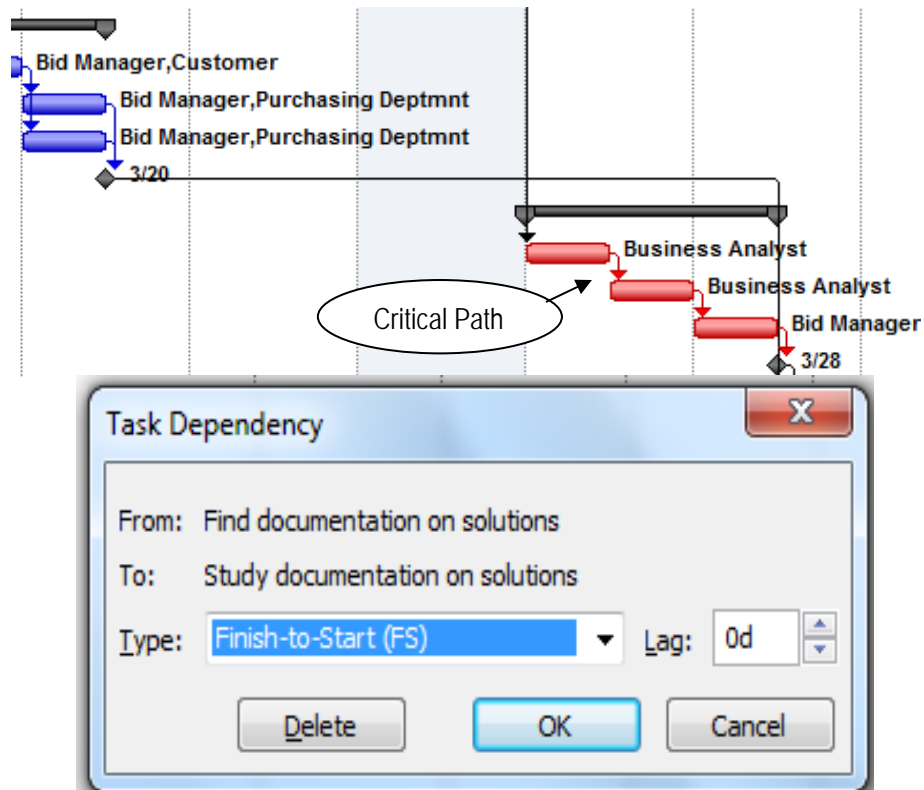 Bid Manager,Customer
Bid Manager,Purchasing Deptmnt
Bid Manager,Purchasing Deptmnt
3/20
Business Analyst
Business Analyst
Critical Path
Bid Manager
3/28
Task Dependency
From: Find documentation on solutions
To: Study documentation on solutions
Type: Finish-to-Start (FS) Lag: 0d
Delete OK Cancel